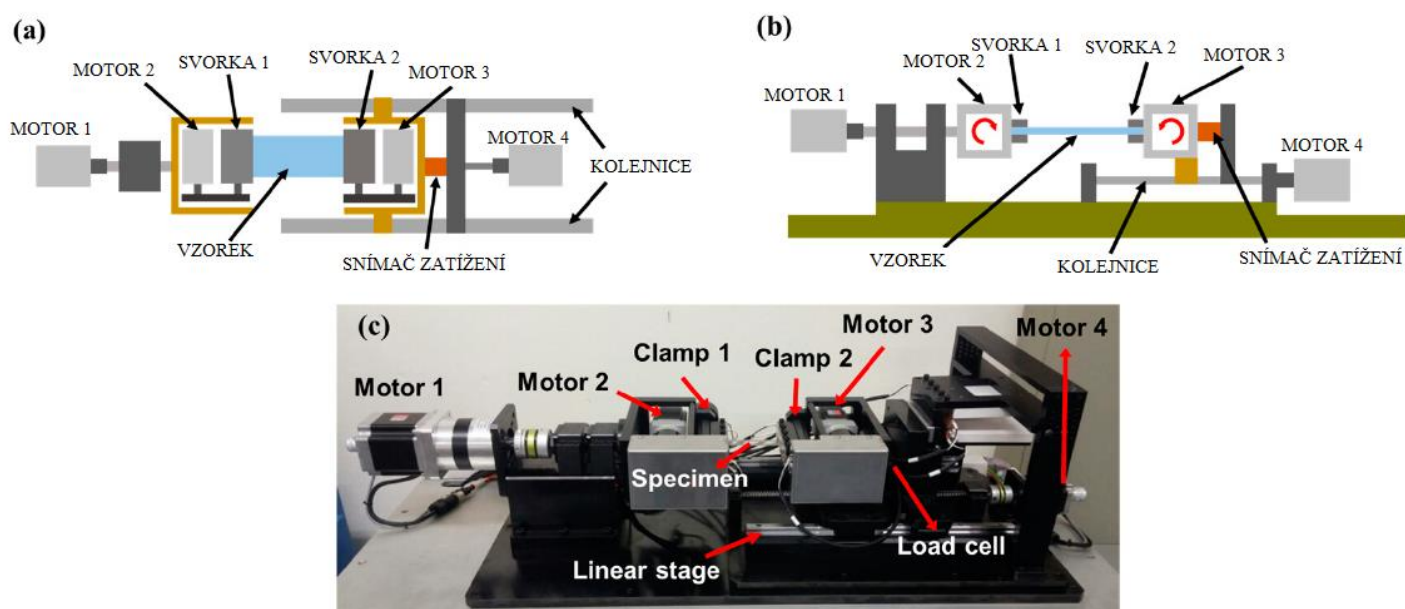 (a)
MOTOR 2
SVORKA 1
SVORKA 2
MOTOR 3
MOTOR 1
MOTOR 4
KOLEJNICE
VZOREK
SNÍMAČ ZATÍŽENÍ
(b)
SVORKA 1
SVORKA 2
MOTOR 2
MOTOR 3
MOTOR 1
MOTOR 4
VZOREK
KOLEJNICE
SNÍMAČ ZATÍŽENÍ
(c)
Motor 3
Motor 4
Clamp 1
Clamp 2
Motor 1
Motor 2
Specimen
Load cell
Linear stage